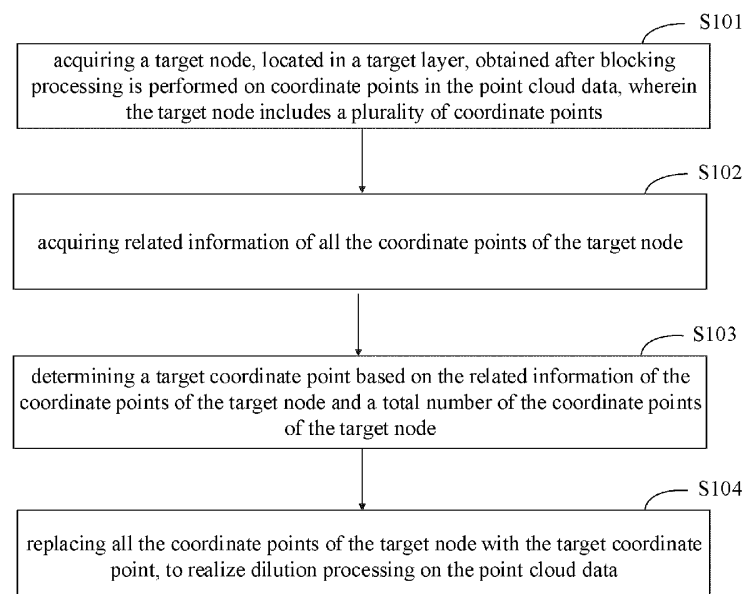 S101
acquiring a target node, located in a target layer, obtained after blocking
processing is performed on coordinate points in the point cloud data, wherein
the target node includes a plurality of coordinate points
S102
acquiring related information of all the coordinate points of the target node
S103
determining a target coordinate point based on the related information of the
coordinate points of the target node and a total number of the coordinate points
of the target node
S104
replacing all the coordinate points of the target node with the target coordinate
point, to realize dilution processing on the point cloud data